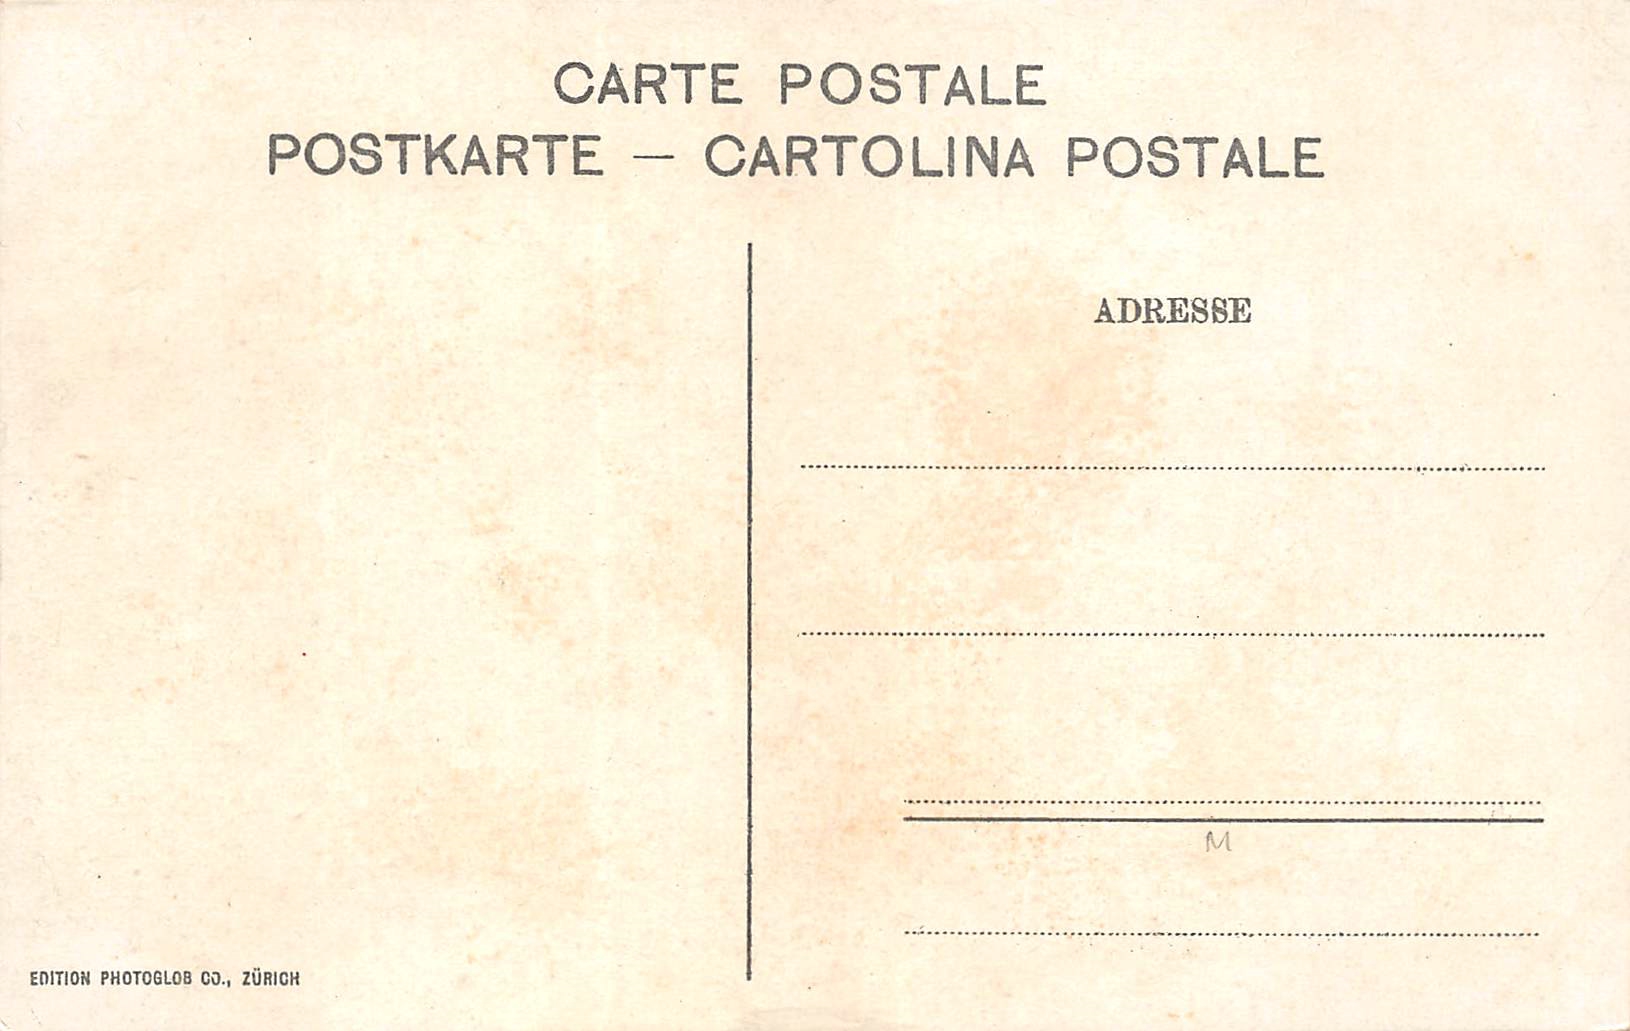 CARTE POSTALE
POSTKARTE — CARTOLINA POSTALE
ADRESSE
M
EDITION PHOTOGLOB CO., ZÜRICH